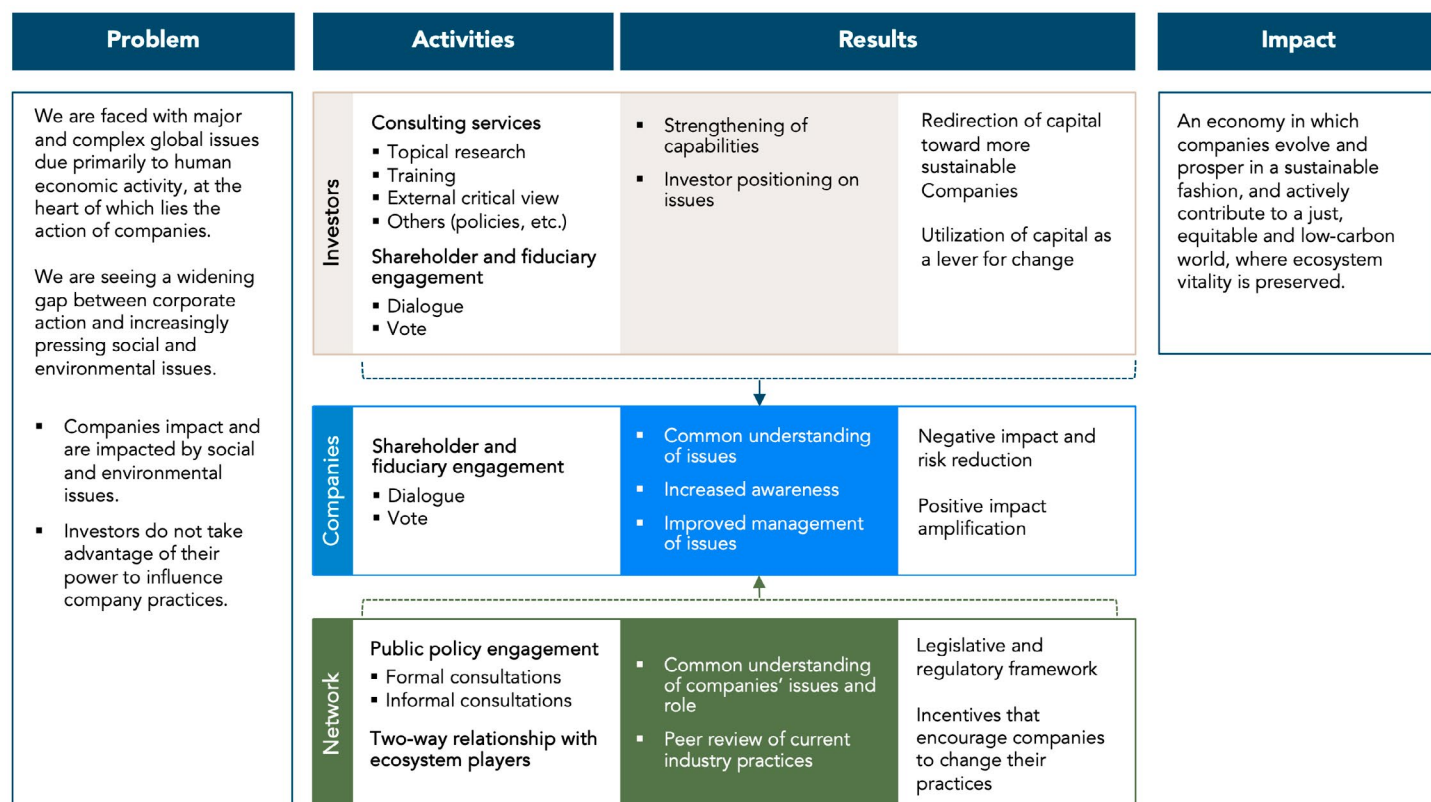 Problem
Activities
Results
Impact
We are faced with major
and complex global issues
due primarily to human
economic activity, at the
heart of which lies the
action of companies.
We are seeing a widening
gap between corporate
action and increasingly
pressing social and
environmental issues.
▪ Companies impact and
are impacted by social
and environmental
issues.
▪ Investors do not take
advantage of their
power to influence
company practices.
Investors
Consulting services
▪ Topical research
▪ Training
▪ External critical view
▪ Others (policies, etc.)
Shareholder and fiduciary
engagement
▪ Dialogue
▪ Vote
▪ Strengthening of
capabilities
▪ Investor positioning on
issues
Redirection of capital
toward more
sustainable
Companies
Utilization of capital as
a lever for change
An economy in which
companies evolve and
prosper in a sustainable
fashion, and actively
contribute to a just,
equitable and low-carbon
world, where ecosystem
vitality is preserved.
Companies
Shareholder and
fiduciary engagement
▪ Dialogue
▪ Vote
▪ Common understanding
of issues
▪ Increased awareness
▪ Improved management
of issues
Negative impact and
risk reduction
Positive impact
amplification
Network
Public policy engagement
▪ Formal consultations
▪ Informal consultations
Two-way relationship with
ecosystem players
▪ Common understanding
of companies’ issues and
role
▪ Peer review of current
industry practices
Legislative and
regulatory framework
Incentives that
encourage companies
to change their
practices